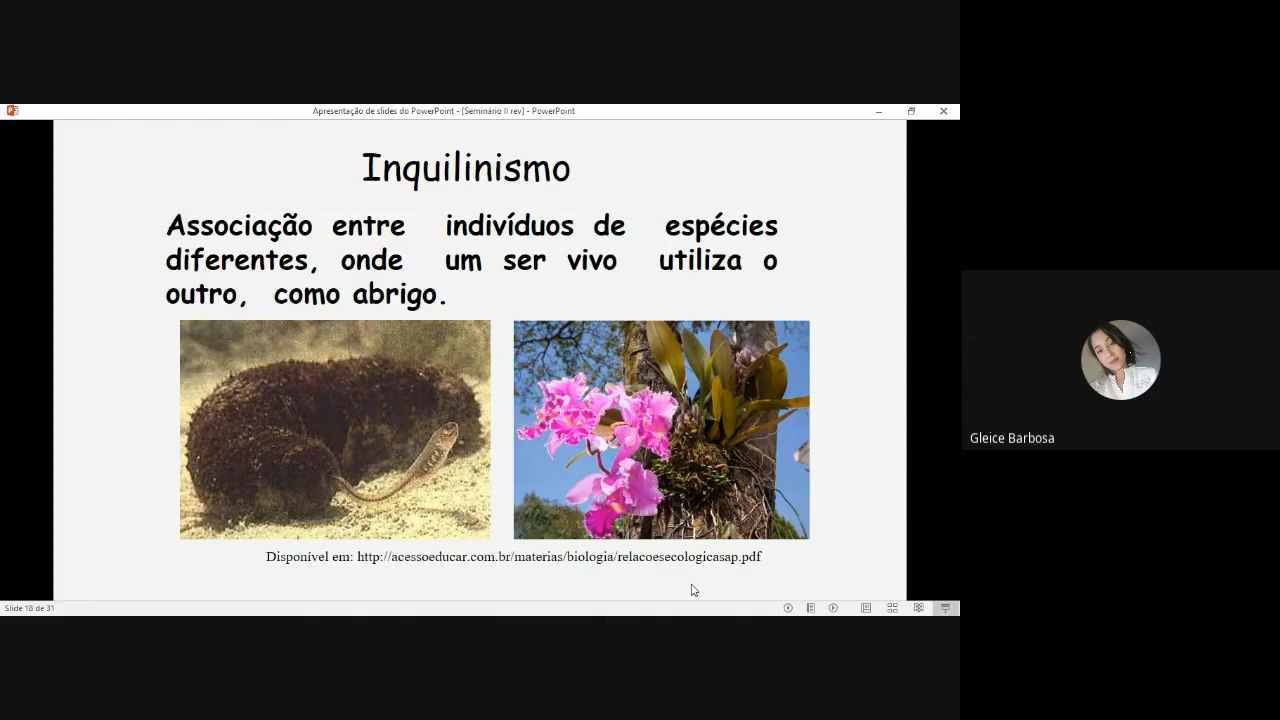 Apresentação de slides do PowerPoint - [Seminário II rev] - PowerPoint
Inquilinismo
Associação entre indivíduos de espécies
diferentes, onde um ser vivo utiliza o
outro, como abrigo.
Disponível em: http://acessoeducar.com.br/materias/biologia/relacoesecologicasap.pdf
Slide 18 de 31
Gleice Barbosa